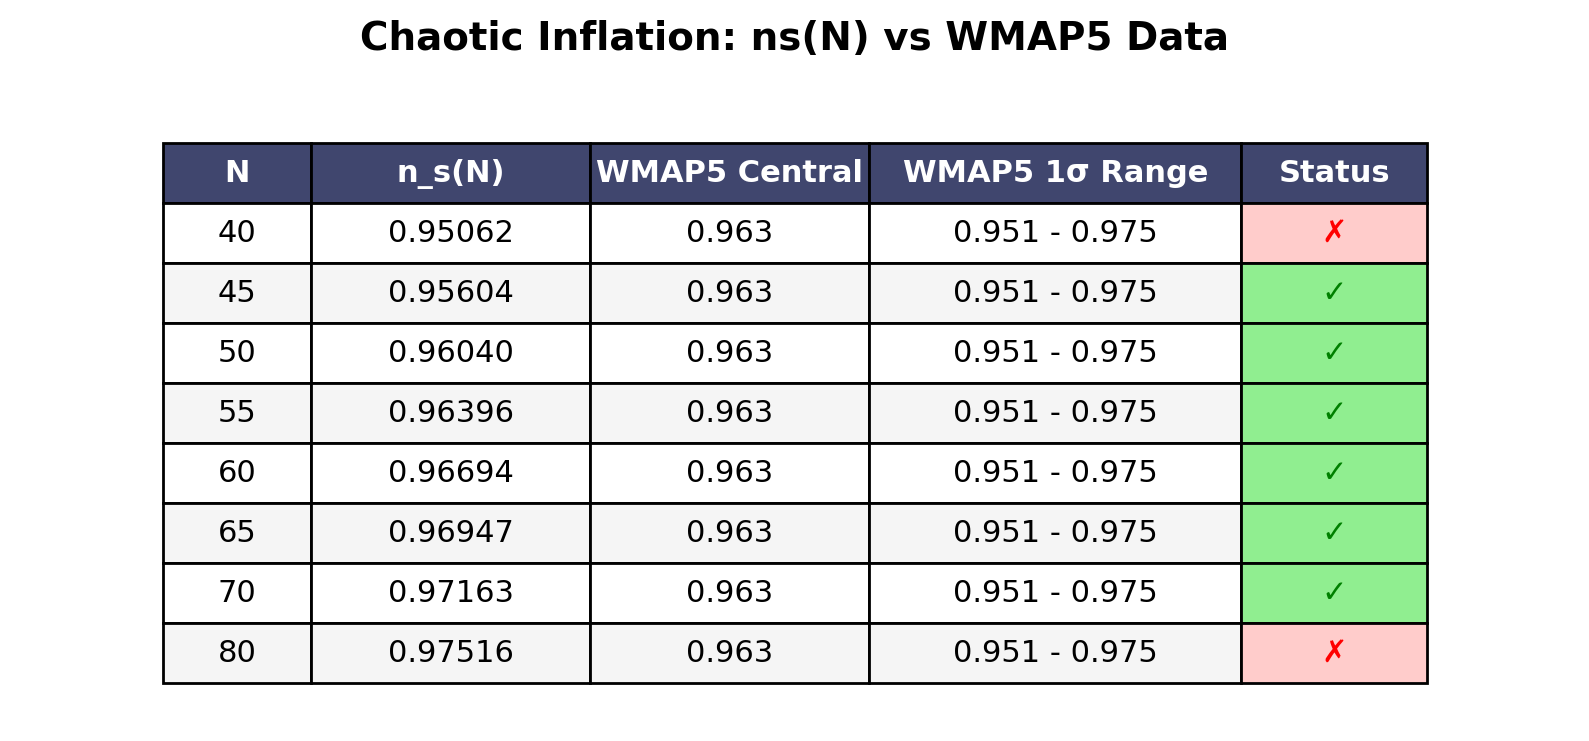 Chaotic Inflation: ns(N) vs WMAP5 Data
N n_s(N) WMAP5 Central WMAP5 1σ Range Status
40 0.95062 0.963 0.951 - 0.975 ✗
45 0.95604 0.963 0.951 - 0.975 ✓
50 0.96040 0.963 0.951 - 0.975 ✓
55 0.96396 0.963 0.951 - 0.975 ✓
60 0.96694 0.963 0.951 - 0.975 ✓
65 0.96947 0.963 0.951 - 0.975 ✓
70 0.97163 0.963 0.951 - 0.975 ✓
80 0.97516 0.963 0.951 - 0.975 ✗